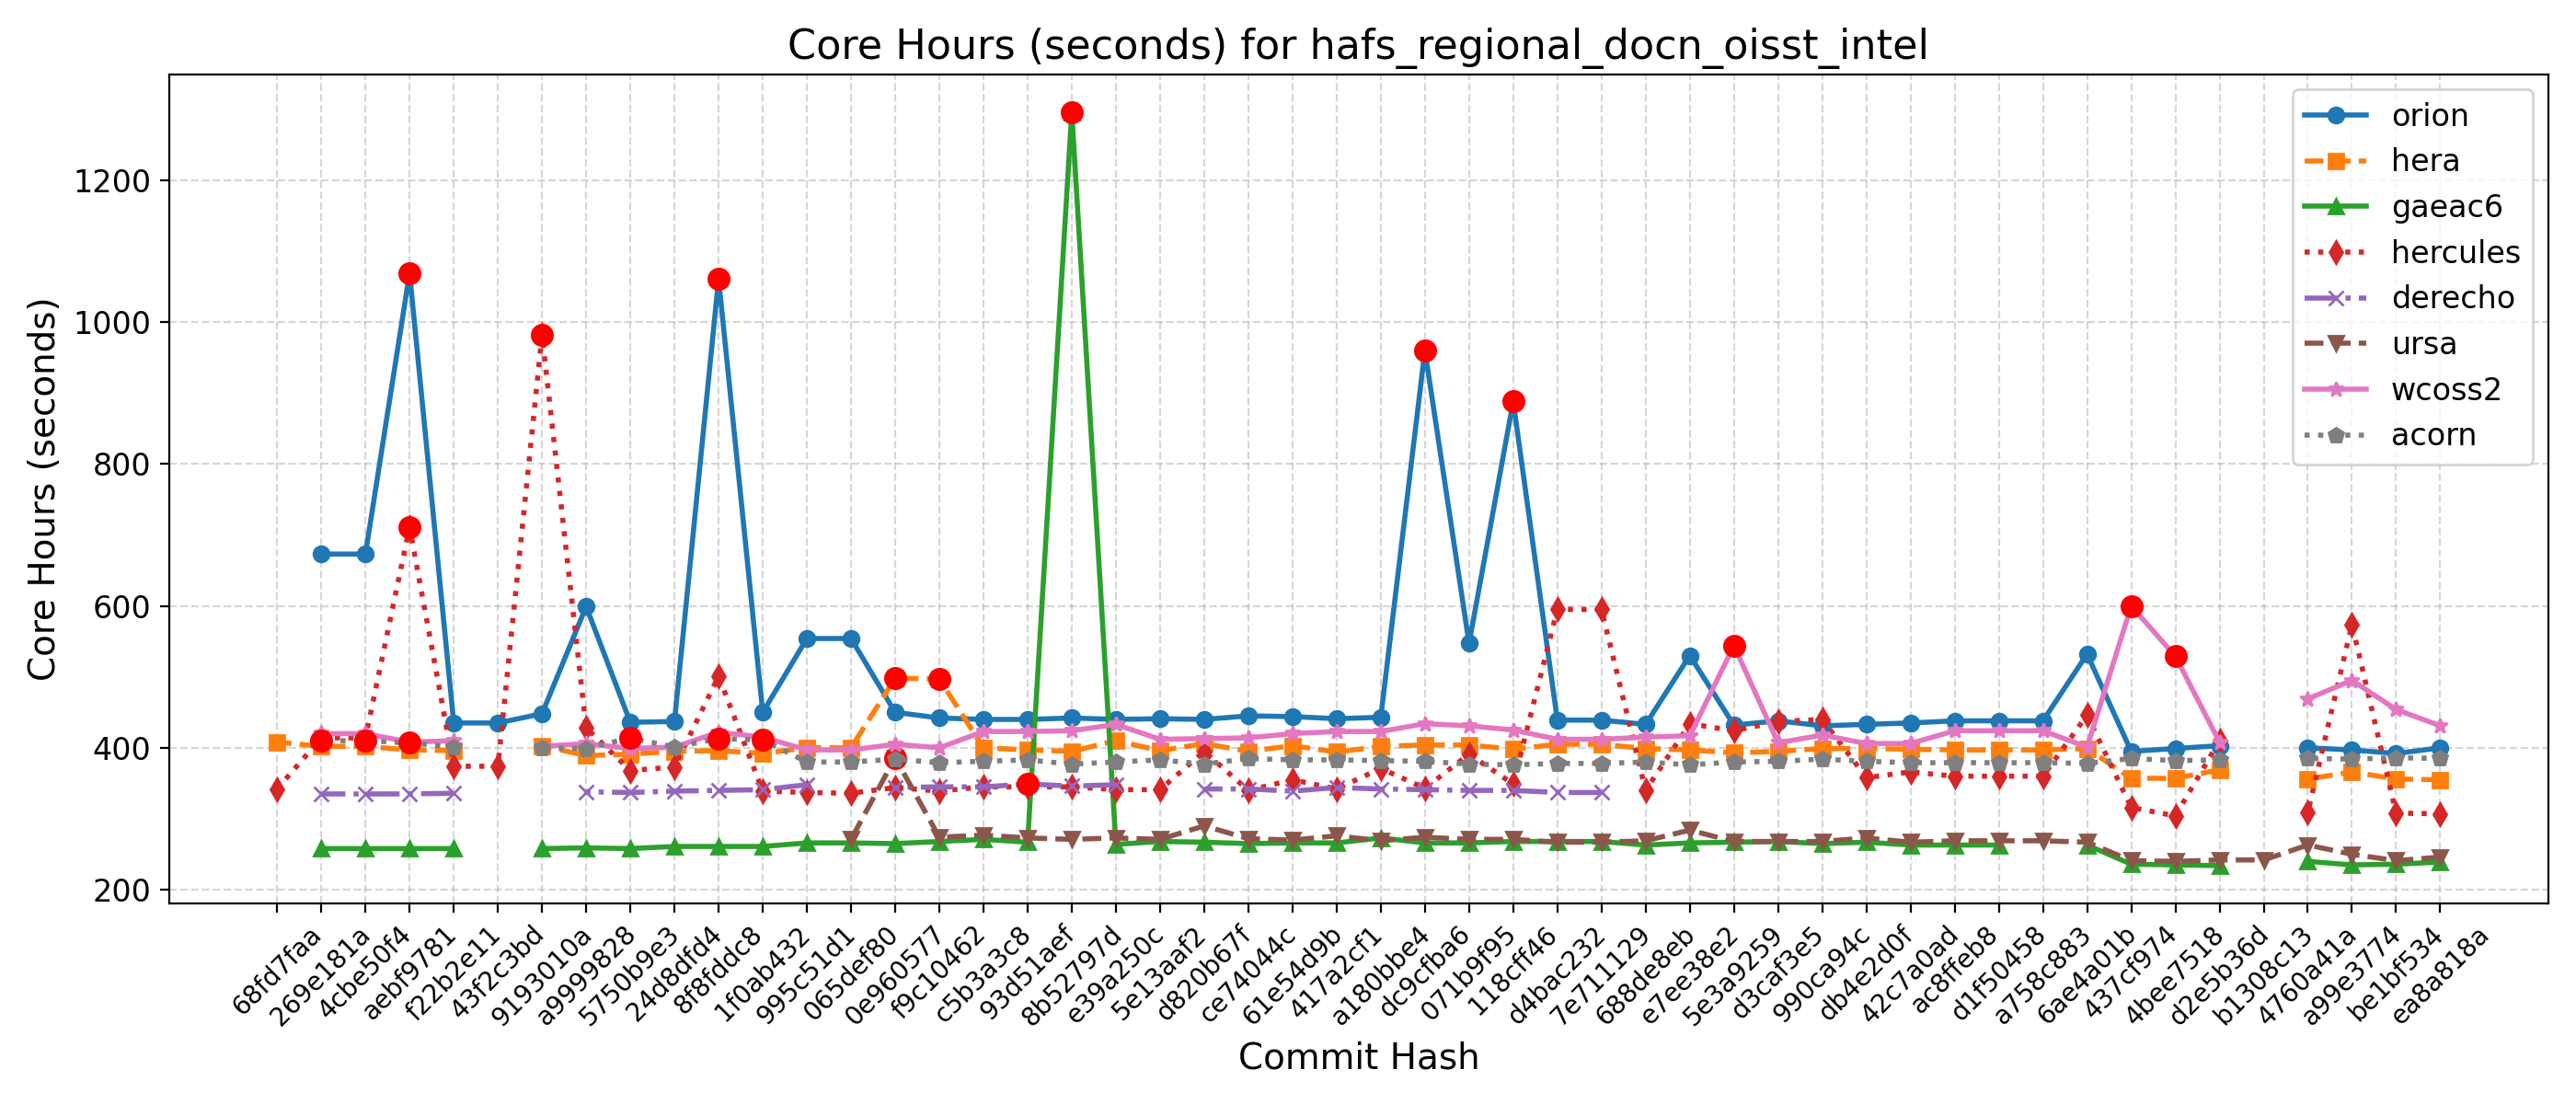 Core Hours (seconds) for hafs_regional_docn_oisst_intel
Core Hours (seconds)
1200
1000
800
600
400
200
orion
hera
gaeac6
hercules
derecho
ursa
wcoss2
acorn
68fd7faa
269e181a
4cbe50f4
aebf9781
f22b2e11
43f2c3bd
9193010a
a9999828
5750b9e3
24d8dfd4
8f8fddc8
1f0ab432
995c51d1
065def80
0e960577
f9c10462
c5b3a3c8
93d51aef
8b52797d
e39a250c
5e13aaf2
d820b67f
ce74044c
61e54d9b
417a2cf1
a180bbe4
dc9cfba6
071b9f95
118cff46
d4bac232
7e711129
688de8eb
e7ee38e2
5e3a9259
d3caf3e5
990ca94c
db4e2d0f
42c7a0ad
ac8ffeb8
d1f50458
a758c883
6ae4a01b
437cf974
4bee7518
d2e5b36d
b1308c13
4760a41a
a99e3774
be1bf534
ea8a818a
Commit Hash